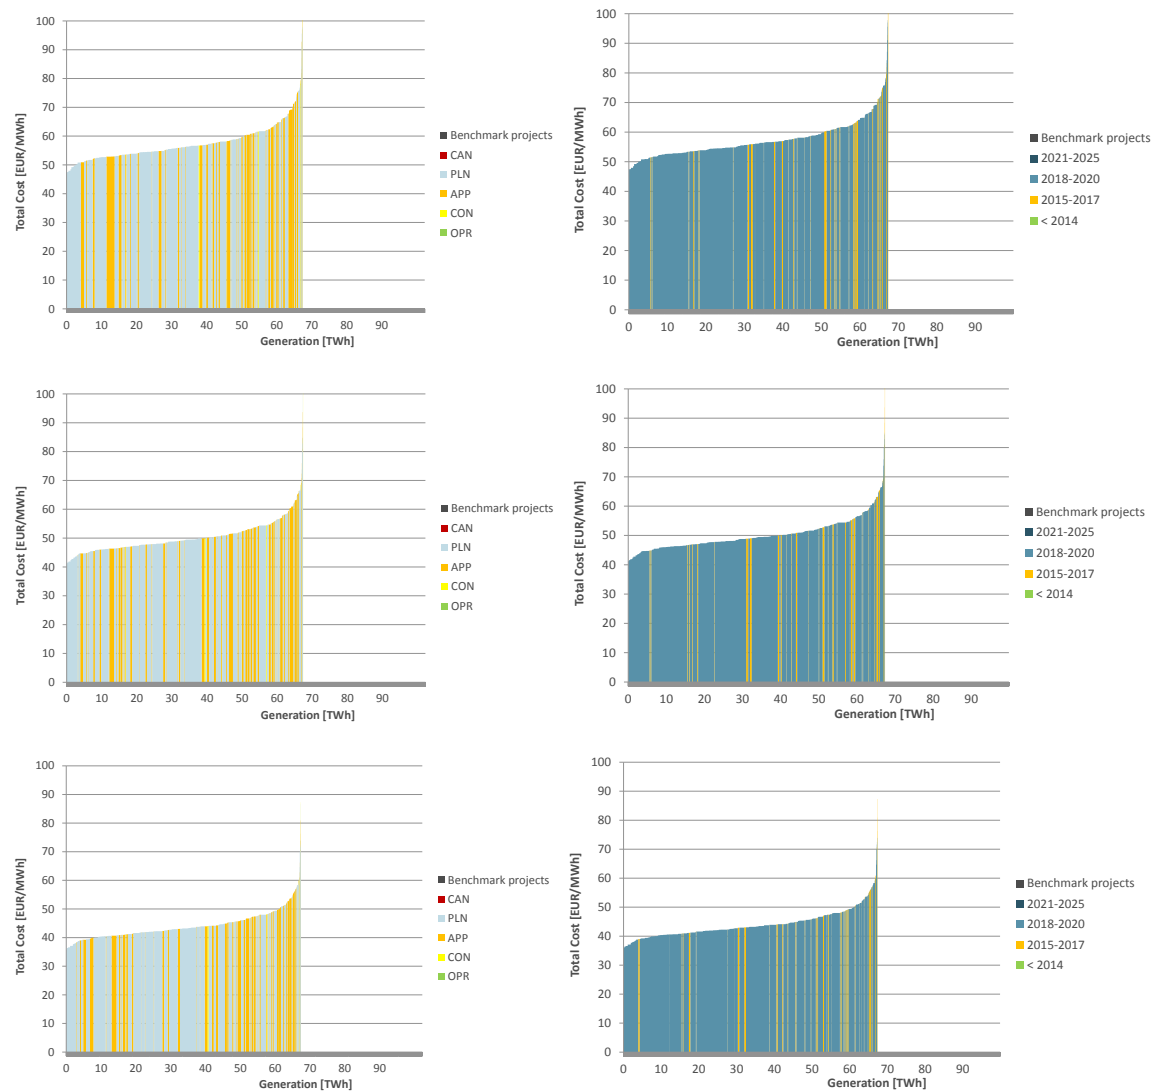 100
90
80
70
60
50
40
30
20
10
0
Total Cost [EUR/MWh]
0 10 20 30 40 50 60 70 80 90
Generation [TWh]
Benchmark projects
CAN
PLN
APP
CON
OPR
100
90
80
70
60
50
40
30
20
10
0
Total Cost [EUR/MWh]
0 10 20 30 40 50 60 70 80 90
Generation [TWh]
Benchmark projects
2021-2025
2018-2020
2015-2017
< 2014
100
90
80
70
60
50
40
30
20
10
0
Total Cost [EUR/MWh]
0 10 20 30 40 50 60 70 80 90
Generation [TWh]
Benchmark projects
CAN
PLN
APP
CON
OPR
100
90
80
70
60
50
40
30
20
10
0
Total Cost [EUR/MWh]
0 10 20 30 40 50 60 70 80 90
Generation [TWh]
Benchmark projects
2021-2025
2018-2020
2015-2017
< 2014
100
90
80
70
60
50
40
30
20
10
0
Total Cost [EUR/MWh]
0 10 20 30 40 50 60 70 80 90
Generation [TWh]
Benchmark projects
CAN
PLN
APP
CON
OPR
100
90
80
70
60
50
40
30
20
10
0
Total Cost [EUR/MWh]
0 10 20 30 40 50 60 70 80 90
Generation [TWh]
Benchmark projects
2021-2025
2018-2020
2015-2017
< 2014